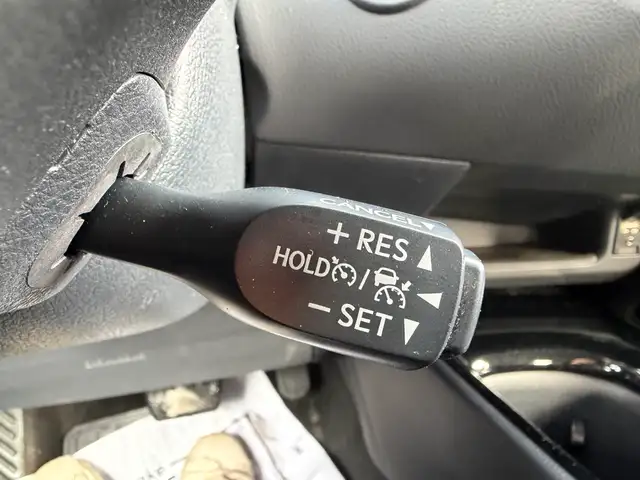 CANCEL
+ RES
HOLD /
− SET